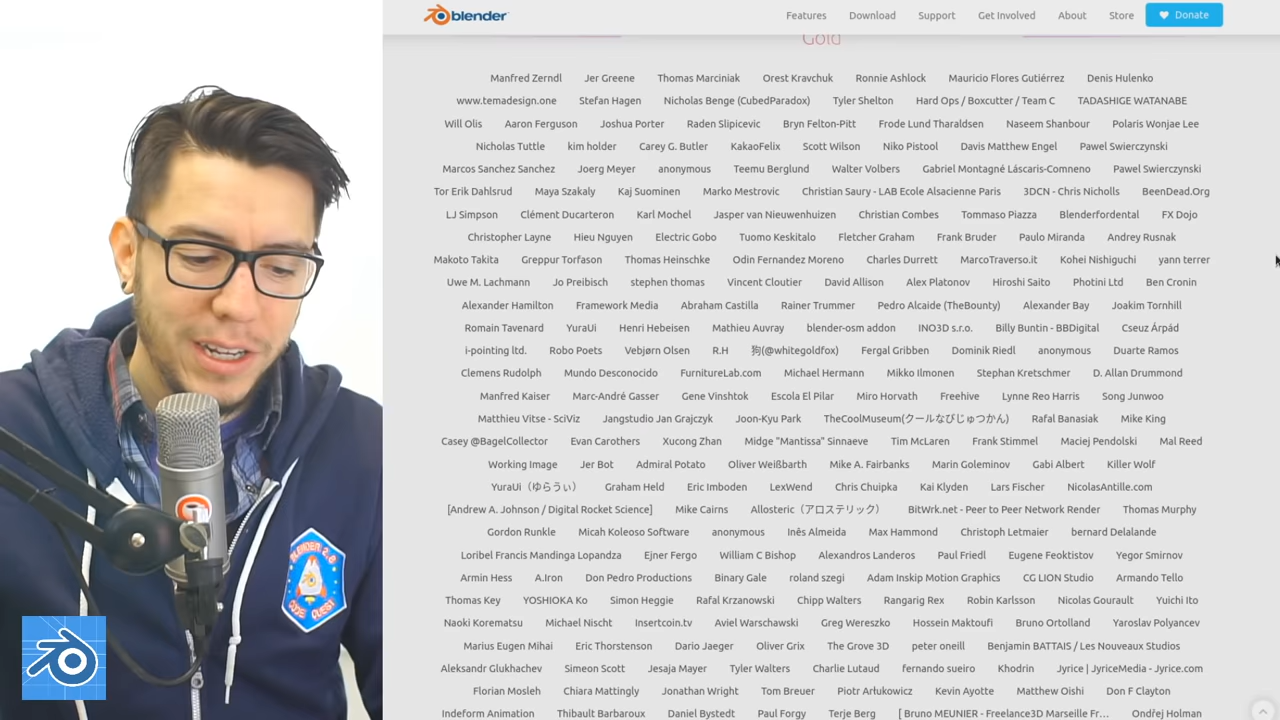 blender
Features Download Support Get Involved About Store Donate
Gold
Manfred Zerndl Jer Greene Thomas Marciniak Orest Kravchuk Ronnie Ashlock Mauricio Flores Gutiérrez Denis Hulenko
www.temadesign.one Stefan Hagen Nicholas Benge (CubedParadox) Tyler Shelton Hard Ops / Boxcutter / Team C TADASHIGE WATANABE
Will Olis Aaron Ferguson Joshua Porter Raden Slipicevic Bryn Felton-Pitt Frode Lund Tharaldsen Naseem Shanbour Polaris Wonjae Lee
Nicholas Tuttle kim holder Carey G. Butler KakaoFelix Scott Wilson Niko Pistool Davis Matthew Engel Pawel Swierczynski
Marcos Sanchez Sanchez Joerg Meyer anonymous Teemu Berglund Walter Volbers Gabriel Montagné Láscaris-Comneno Pawel Swierczynski
Tor Erik Dahlsrud Maya Szakaly Kaj Suominen Marko Mestrovic Christian Saury - LAB Ecole Alsacienne Paris 3DCN - Chris Nicholls BeenDead.Org
LJ Simpson Clément Ducarteron Karl Mochel Jasper van Nieuwenhuizen Christian Combes Tommaso Piazza Blenderfordental FX Dojo
Christopher Layne Hieu Nguyen Electric Gobo Tuomo Keskitalo Fletcher Graham Frank Bruder Paulo Miranda Andrey Rusnak
Makoto Takita Greppur Torfason Thomas Heinschke Odin Fernandez Moreno Charles Durrett MarcoTraverso.it Kohei Nishiguchi yann terrer
Uwe M. Lachmann Jo Preibisch stephen thomas Vincent Cloutier David Allison Alex Platonov Hiroshi Saito Photini Ltd Ben Cronin
Alexander Hamilton Framework Media Abraham Castilla Rainer Trummer Pedro Alcaide (TheBounty) Alexander Bay Joakim Tornhill
Romain Tavenard YuraUi Henri Hebeisen Mathieu Auvray blender-osm addon INO3D s.r.o. Billy Buntin - BBDigital Cseuz Árpád
i-pointing ltd. Robo Poets Vebjørn Olsen R.H 狗(@whitegoldfox) Fergal Gribben Dominik Riedl anonymous Duarte Ramos
Clemens Rudolph Mundo Desconocido FurnitureLab.com Michael Hermann Mikko Ilmonen Stephan Kretschmer D. Allan Drummond
Manfred Kaiser Marc-André Gasser Gene Vinshtok Escola El Pilar Miro Horvath Freehive Lynne Reo Harris Song Junwoo
Matthieu Vitse - SciViz Jangstudio Jan Grajczyk Joon-Kyu Park TheCoolMuseum(クールなびじゅつかん) Rafal Banasiak Mike King
Casey @BagelCollector Evan Carothers Xucong Zhan Midge "Mantissa" Sinnaeve Tim McLaren Frank Stimmel Maciej Pendolski Mal Reed
Working Image Jer Bot Admiral Potato Oliver Weißbarth Mike A. Fairbanks Marin Goleminov Gabi Albert Killer Wolf
YuraUi（ゆらうぃ） Graham Held Eric Imboden LexWend Chris Chuipka Kai Klyden Lars Fischer NicolasAntille.com
[Andrew A. Johnson / Digital Rocket Science] Mike Cairns Allosteric（アロステリック） BitWrk.net - Peer to Peer Network Render Thomas Murphy
Gordon Runkle Micah Koleoso Software anonymous Inês Almeida Max Hammond Christoph Letmaier bernard Delalande
Loribel Francis Mandinga Lopandza Ejner Fergo William C Bishop Alexandros Landeros Paul Friedl Eugene Feoktistov Yegor Smirnov
Armin Hess A.Iron Don Pedro Productions Binary Gale roland szegi Adam Inskip Motion Graphics CG LION Studio Armando Tello
Thomas Key YOSHIOKA Ko Simon Heggie Rafal Krzanowski Chipp Walters Rangarig Rex Robin Karlsson Nicolas Gourault Yuichi Ito
Naoki Korematsu Michael Nischt Insertcoin.tv Aviel Warschawski Greg Wereszko Hossein Maktoufi Bruno Ortolland Yaroslav Polyancev
Marius Eugen Mihai Eric Thorstenson Dario Jaeger Oliver Grix The Grove 3D peter oneill Benjamin BATTAIS / Les Nouveaux Studios
Aleksandr Glukhachev Simeon Scott Jesaja Mayer Tyler Walters Charlie Lutaud fernando sueiro Khodrin Jyrice | JyriceMedia - Jyrice.com
Florian Mosleh Chiara Mattingly Jonathan Wright Tom Breuer Piotr Arłukowicz Kevin Ayotte Matthew Oishi Don F Clayton
Indeform Animation Thibault Barbaroux Daniel Bystedt Paul Forgy Terje Berg [ Bruno MEUNIER - Freelance3D Marseille Fr... Ondřej Holman
BLENDER 2.8
CODE QUEST